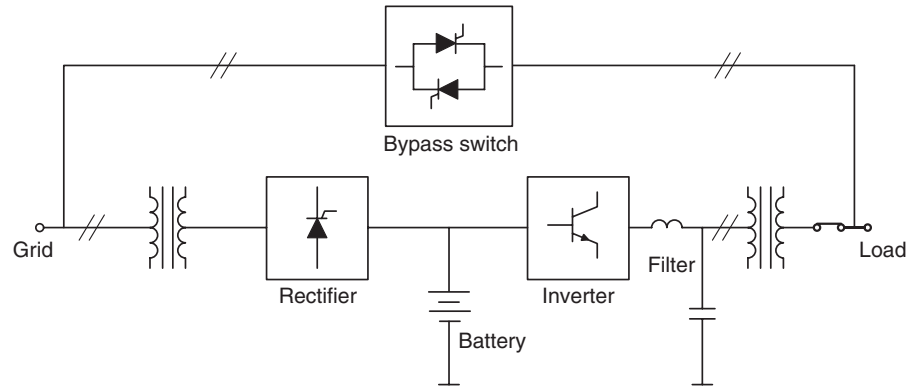 Bypass switch
Grid
Rectifier
Battery
Inverter
Filter
Load